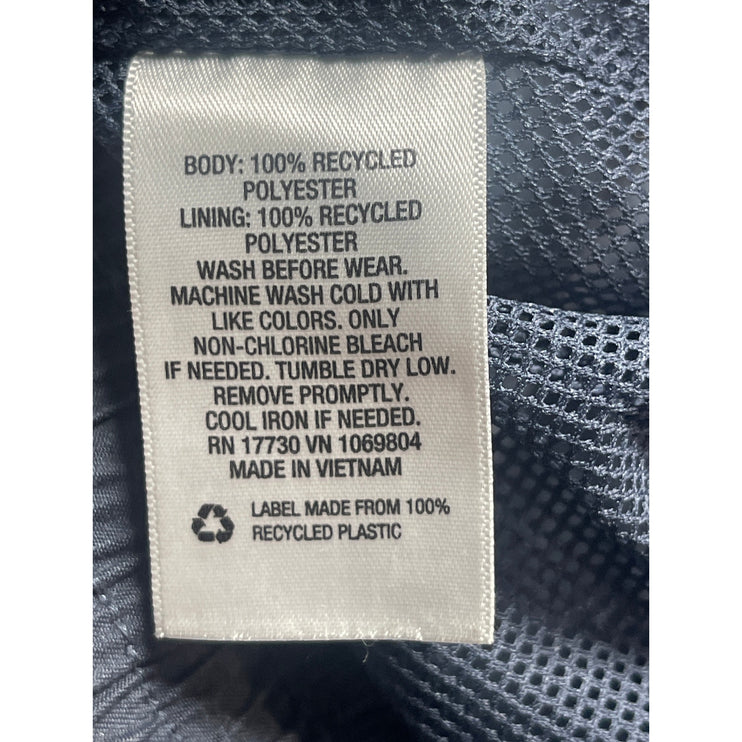 BODY: 100% RECYCLED
POLYESTER
LINING: 100% RECYCLED
POLYESTER
WASH BEFORE WEAR.
MACHINE WASH COLD WITH
LIKE COLORS. ONLY
NON-CHLORINE BLEACH
IF NEEDED. TUMBLE DRY LOW.
REMOVE PROMPTLY.
COOL IRON IF NEEDED.
RN 17730 VN 1069804
MADE IN VIETNAM
LABEL MADE FROM 100%
RECYCLED PLASTIC